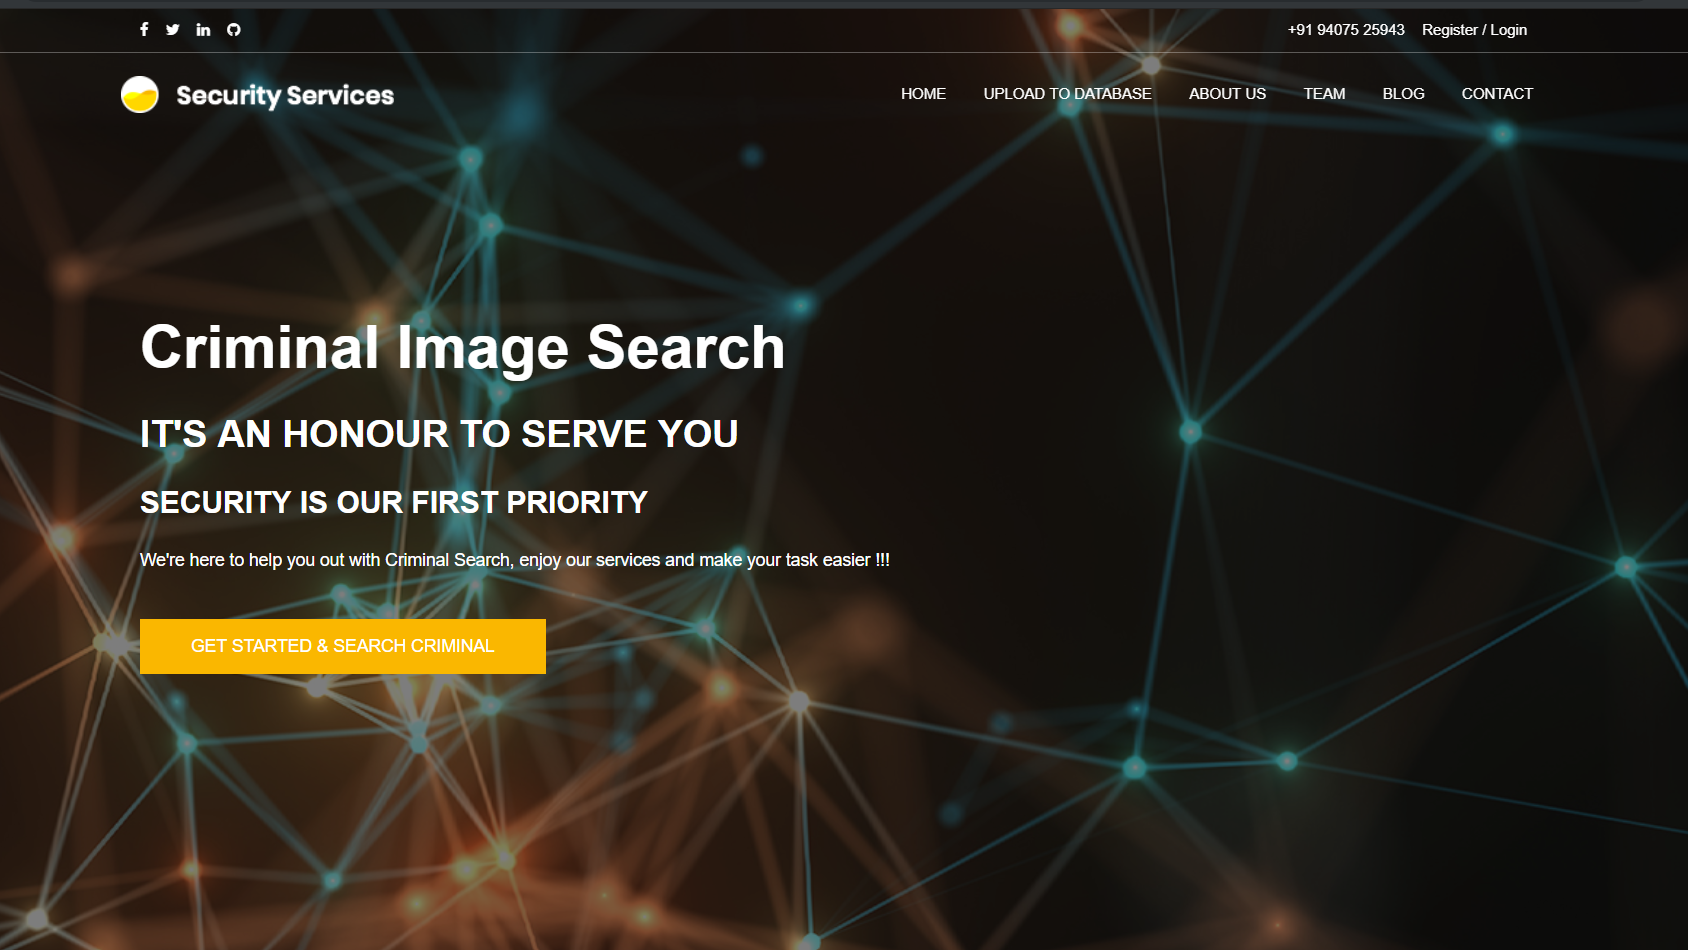 +91 94075 25943 Register / Login
Security Services
HOME UPLOAD TO DATABASE ABOUT US TEAM BLOG CONTACT
Criminal Image Search
IT'S AN HONOUR TO SERVE YOU
SECURITY IS OUR FIRST PRIORITY
We're here to help you out with Criminal Search, enjoy our services and make your task easier !!!
GET STARTED & SEARCH CRIMINAL